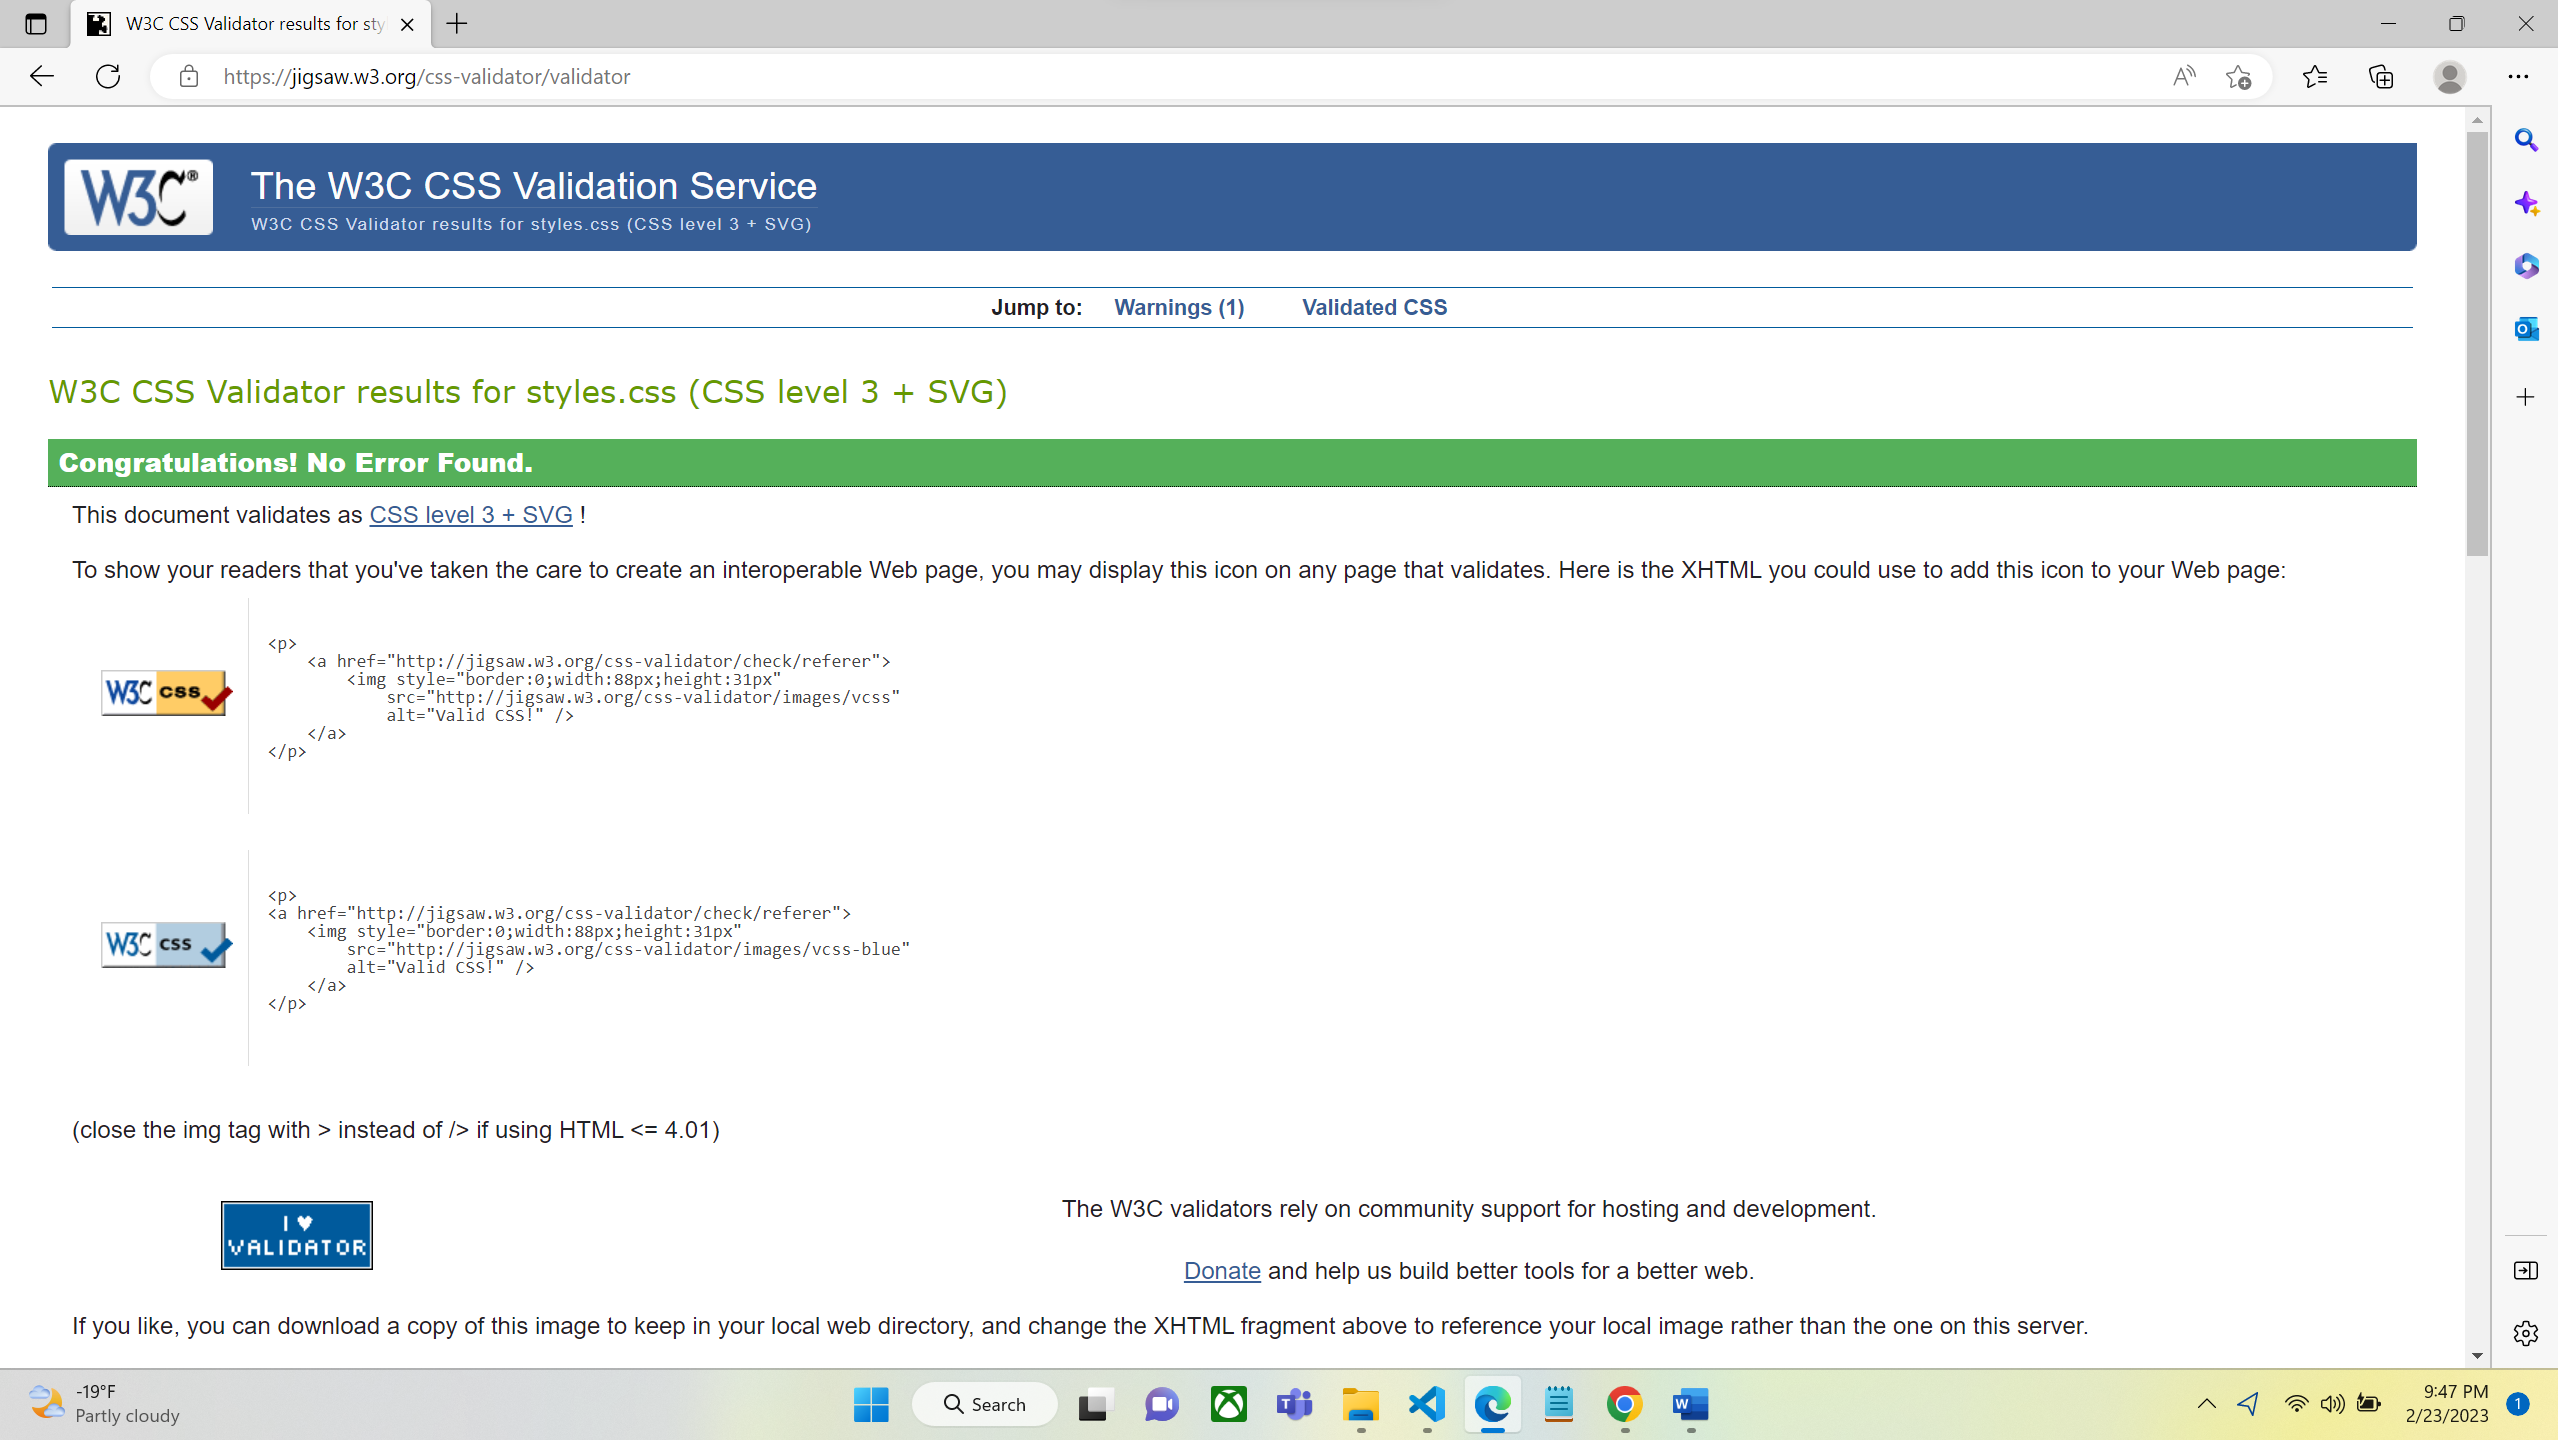 W3C CSS Validator results for sty
https://jigsaw.w3.org/css-validator/validator
W3C®
The W3C CSS Validation Service
W3C CSS Validator results for styles.css (CSS level 3 + SVG)
Jump to: Warnings (1) Validated CSS
W3C CSS Validator results for styles.css (CSS level 3 + SVG)
Congratulations! No Error Found.
This document validates as CSS level 3 + SVG !
To show your readers that you've taken the care to create an interoperable Web page, you may display this icon on any page that validates. Here is the XHTML you could use to add this icon to your Web page:
W3C css
<p>
<a href="http://jigsaw.w3.org/css-validator/check/referer">
<img style="border:0;width:88px;height:31px"
src="http://jigsaw.w3.org/css-validator/images/vcss"
alt="Valid CSS!" />
</a>
</p>
W3C css
<p>
<a href="http://jigsaw.w3.org/css-validator/check/referer">
<img style="border:0;width:88px;height:31px"
src="http://jigsaw.w3.org/css-validator/images/vcss-blue"
alt="Valid CSS!" />
</a>
</p>
(close the img tag with > instead of /> if using HTML <= 4.01)
I ♥
VALIDATOR
The W3C validators rely on community support for hosting and development.
Donate and help us build better tools for a better web.
If you like, you can download a copy of this image to keep in your local web directory, and change the XHTML fragment above to reference your local image rather than the one on this server.
-19°F
Partly cloudy
Search
9:47 PM
2/23/2023
1